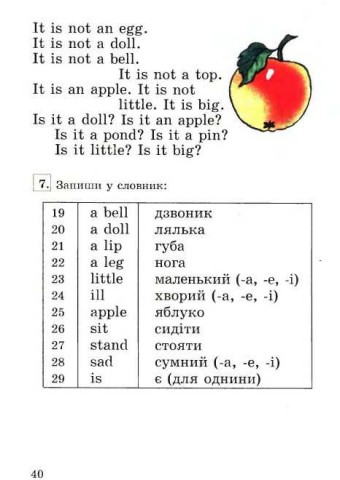 It is not an egg.
It is not a doll.
It is not a bell.
It is not a top.
It is an apple. It is not
little. It is big.
Is it a doll? Is it an apple?
Is it a pond? Is it a pin?
Is it little? Is it big?
7. Запиши у словник:
19 a bell дзвоник
20 a doll лялька
21 a lip губа
22 a leg нога
23 little маленький (-а, -е, -і)
24 ill хворий (-а, -е, -і)
25 apple яблуко
26 sit сидіти
27 stand стояти
28 sad сумний (-а, -е, -і)
29 is є (для однини)
40